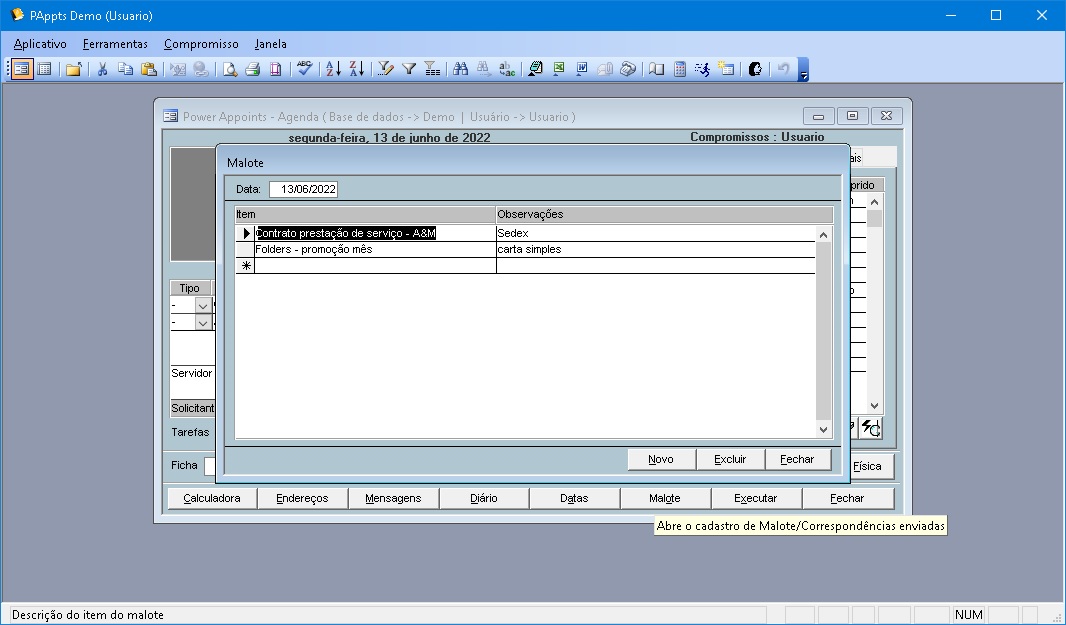 PAppts Demo (Usuario)
Aplicativo Ferramentas Compromisso Janela
Power Appoints - Agenda ( Base de dados -> Demo | Usuário -> Usuario )
segunda-feira, 13 de junho de 2022
Compromissos : Usuario
Malote
Data: 13/06/2022
Item Observações
Contrato prestação de serviço - A&M Sedex
Folders - promoção mês carta simples
Tipo
-
-
Servidor
Solicitant
Tarefas
Ficha
Novo Excluir Fechar
Física
Calculadora Endereços Mensagens Diário Datas Malote Executar Fechar
Abre o cadastro de Malote/Correspondências enviadas
Descrição do item do malote
NUM